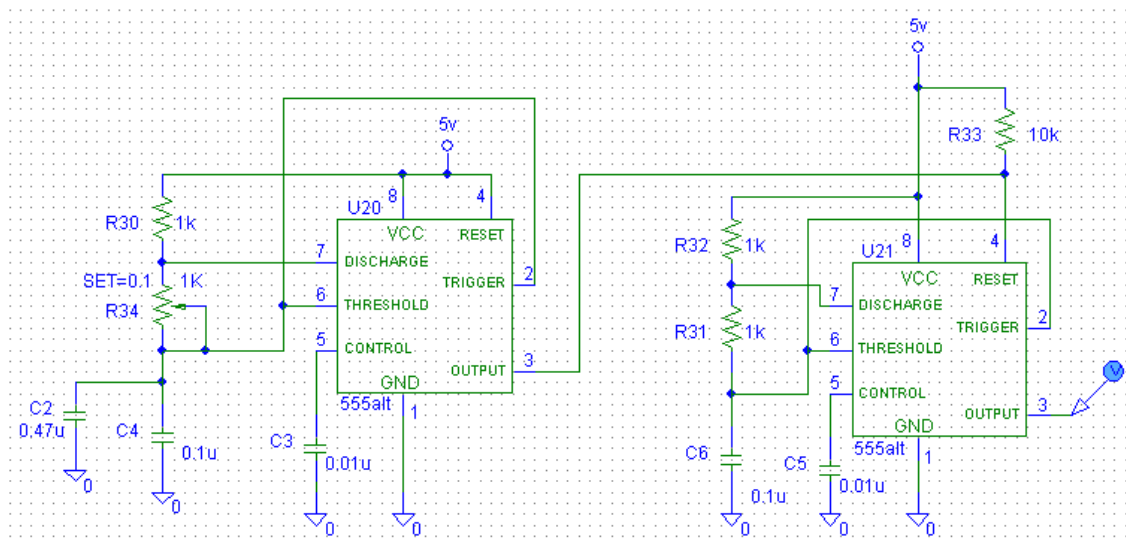 5v
R33 10k
5v
8 4
U20
R30 1k
VCC RESET
7 DISCHARGE
SET=0.1 1K
R34
TRIGGER 2
6 THRESHOLD
5 CONTROL
OUTPUT 3
GND
555alt 1
C2
0.47u
C4
0.1u
C3
0.01u
0
0
0
0
R32 1k
U21 8 4
VCC RESET
7 DISCHARGE
R31 1k
TRIGGER 2
6 THRESHOLD
5 CONTROL
OUTPUT 3
V
GND
555alt 1
C6
0.1u
C5
0.01u
0
0
0